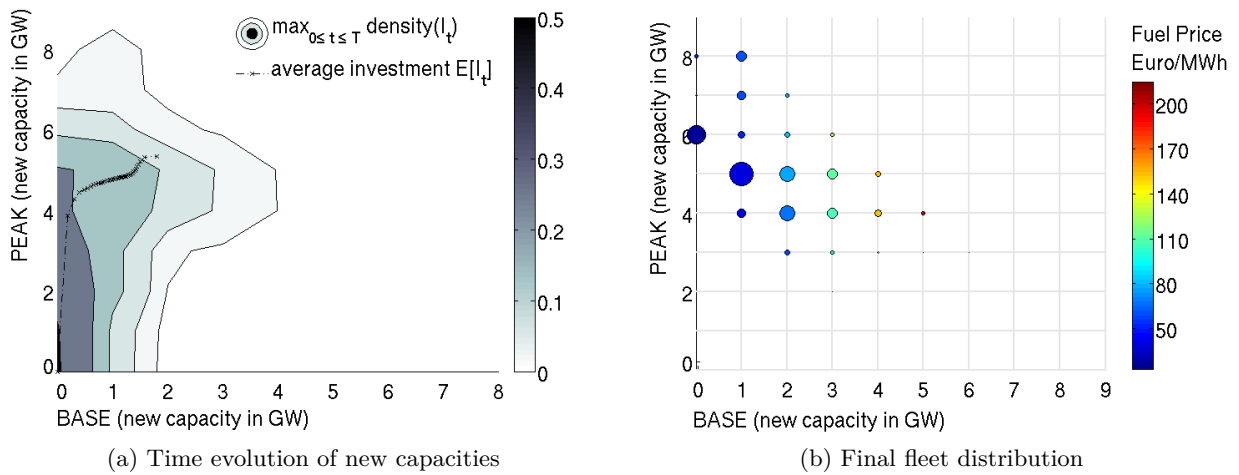 PEAK (new capacity in GW)
8
6
4
2
0
0 1 2 3 4 5 6 7 8
BASE (new capacity in GW)
max0≤ t ≤ T density(It)
average investment E[It]
0.5
0.4
0.3
0.2
0.1
0
(a) Time evolution of new capacities
PEAK (new capacity in GW)
8
6
4
2
0
0 1 2 3 4 5 6 7 8 9
BASE (new capacity in GW)
Fuel Price
Euro/MWh
200
170
140
110
80
50
(b) Final fleet distribution